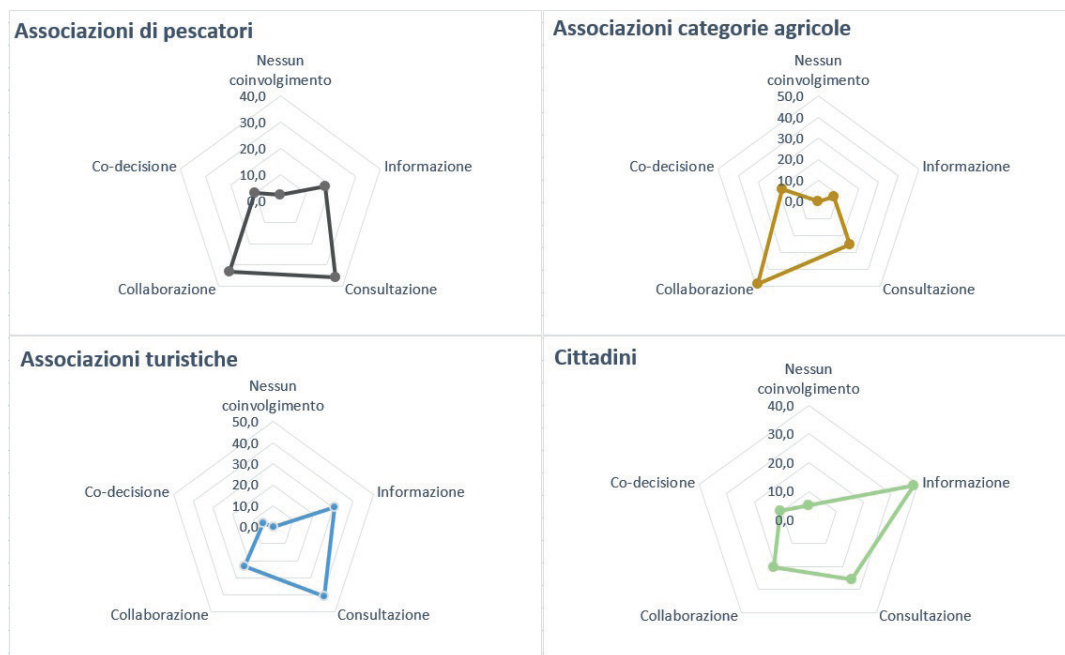 Associazioni di pescatori
Nessun
coinvolgimento
40,0
30,0
20,0
10,0
0,0
Co-decisione
Informazione
Collaborazione
Consultazione
Associazioni categorie agricole
Nessun
coinvolgimento
50,0
40,0
30,0
20,0
10,0
0,0
Co-decisione
Informazione
Collaborazione
Consultazione
Associazioni turistiche
Nessun
coinvolgimento
50,0
40,0
30,0
20,0
10,0
0,0
Co-decisione
Informazione
Collaborazione
Consultazione
Cittadini
Nessun
coinvolgimento
40,0
30,0
20,0
10,0
0,0
Co-decisione
Informazione
Collaborazione
Consultazione